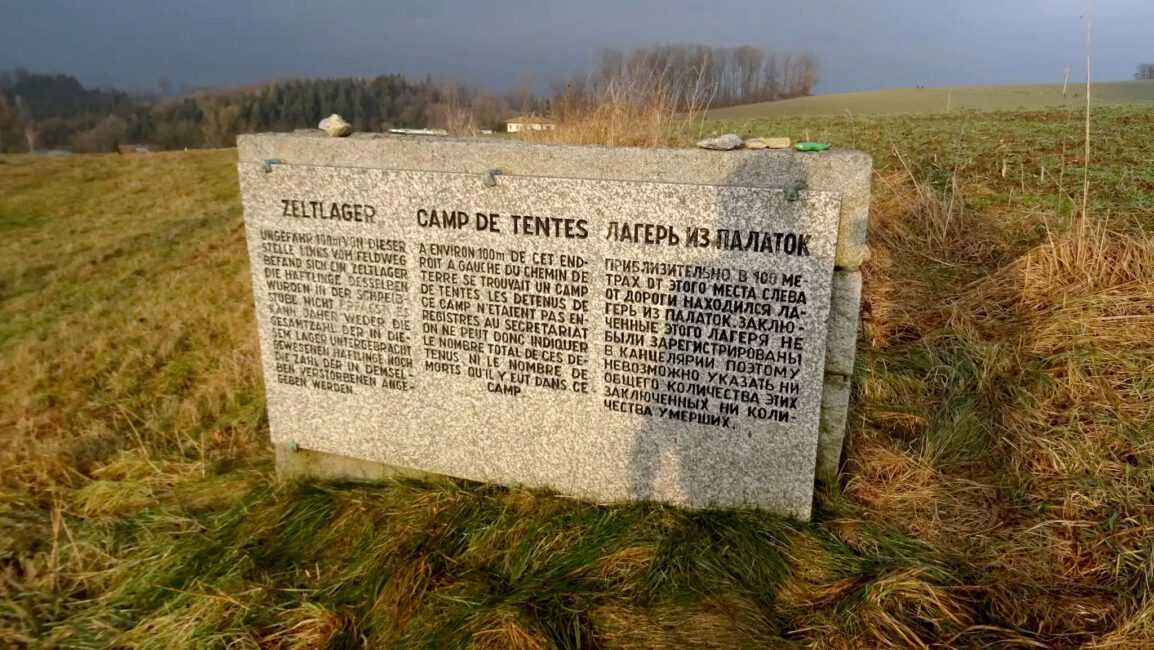 ZELTLAGER
UNGEFÄHR 100m VON DIESER
STELLE LINKS VOM FELDWEG
BEFAND SICH EIN ZELTLAGER
DIE HÄFTLINGE DESSELBEN
WURDEN IN DER SCHREIB-
STUBE NICHT ES
KANN DAHER WEDER DIE
GESAMTZAHL DER IN DIE-
SEM LAGER UNTERGEBRACHT
GEWESENEN HÄFTLINGE NOCH
DIE ZAHL DER IN DEMSEL-
BEN VERSTORBENEN ANGE-
GEBEN WERDEN
CAMP DE TENTES
A ENVIRON 100m DE CET END-
ROIT A GAUCHE DU CHEMIN DE
TERRE SE TROUVAIT UN CAMP
DE TENTES. LES DETENUS DE
CE CAMP N'ETAIENT PAS EN-
REGISTRES AU SECRETARIAT
ON NE PEUT DONC INDIQUER
LE NOMBRE TOTAL DE CES DE-
TENUS NI LE NOMBRE DE
MORTS QU'IL Y EUT DANS CE
CAMP.
ЛАГЕРЬ ИЗ ПАЛАТОК
ПРИБЛИЗИТЕЛЬНО В 100 МЕ-
ТРАХ ОТ ЭТОГО МЕСТА СЛЕВА
ОТ ДОРОГИ НАХОДИЛСЯ ЛА-
ГЕРЬ ИЗ ПАЛАТОК. ЗАКЛЮ-
ЧЕННЫЕ ЭТОГО ЛАГЕРЯ НЕ
БЫЛИ ЗАРЕГИСТРИРОВАНЫ
В КАНЦЕЛЯРИИ ПОЭТОМУ
НЕВОЗМОЖНО УКАЗАТЬ НИ
ОБЩЕГО КОЛИЧЕСТВА ЭТИХ
ЗАКЛЮЧЕННЫХ НИ КОЛИ-
ЧЕСТВА УМЕРШИХ.